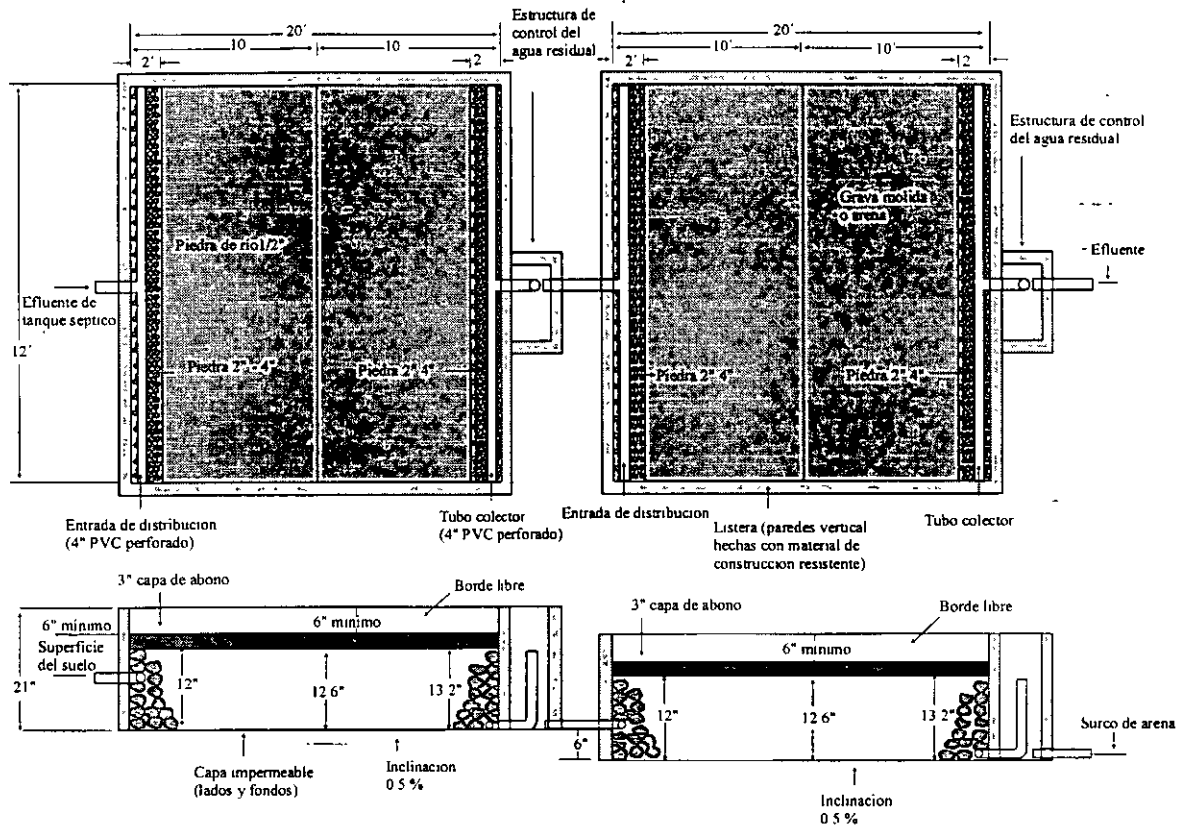 20'
10
10
2'
2'
Estructura de
control del
agua residual
20'
10'
10'
2'
2
Estructura de control
del agua residual
Piedra de rio1/2"
Grava molida
o arena
Efluente
Efluente de
tanque septico
12'
Piedra 2" - 4"
Piedra 2" 4"
Piedra 2" 4"
Piedra 2" 4"
Entrada de distribucion
(4" PVC perforado)
Tubo colector
(4" PVC perforado)
Entrada de distribucion
Listera (paredes vertical
hechas con material de
construccion resistente)
Tubo colector
3" capa de abono
Borde libre
6" minimo
6" minimo
Superficie
del suelo
21"
12"
12 6"
13 2"
3" capa de abono
Borde libre
6" minimo
12"
12 6"
13 2"
6"
Surco de arena
Capa impermeable
(lados y fondos)
Inclinacion
0 5 %
Inclinacion
0 5 %